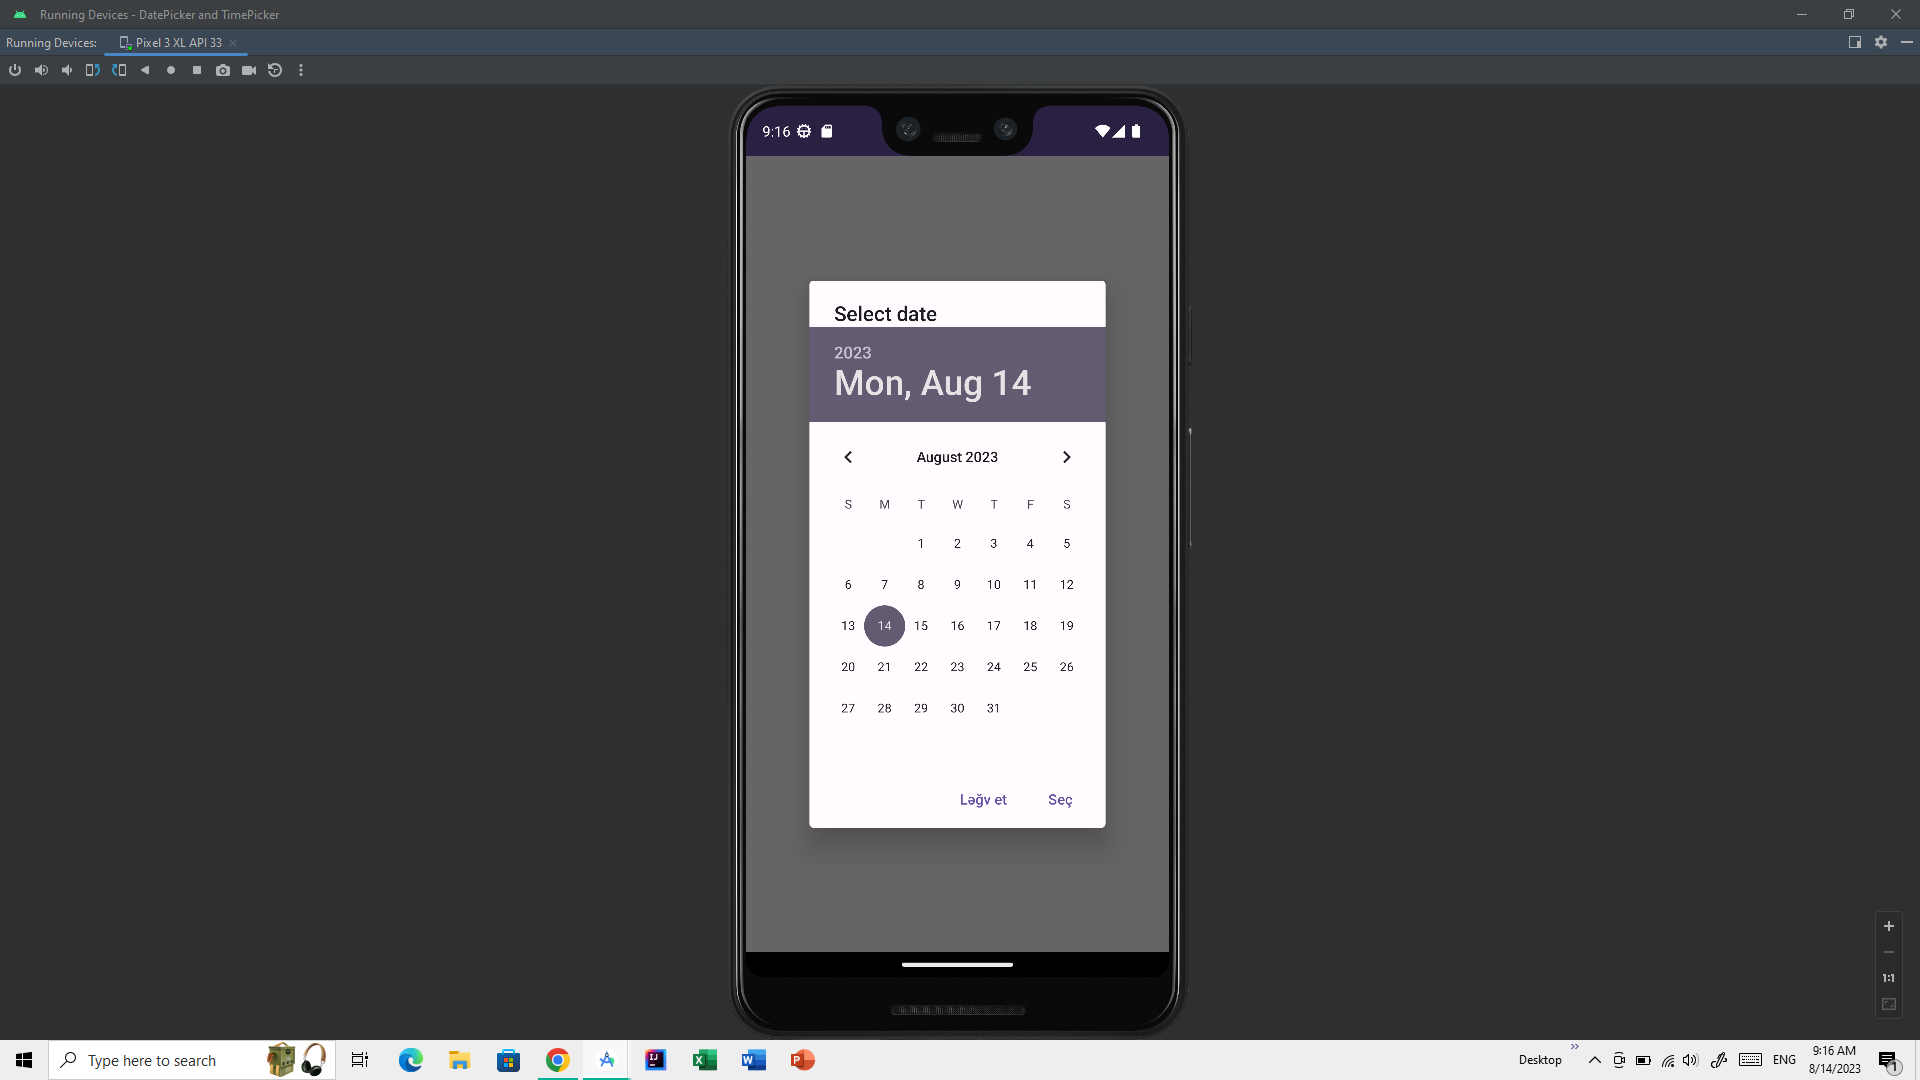 Running Devices - DatePicker and TimePicker
Running Devices: Pixel 3 XL API 33
9:16
Select date
2023
Mon, Aug 14
August 2023
S M T W T F S
1 2 3 4 5
6 7 8 9 10 11 12
13 14 15 16 17 18 19
20 21 22 23 24 25 26
27 28 29 30 31
Ləğv et Seç
1:1
Type here to search
Desktop
ENG
9:16 AM
8/14/2023
1